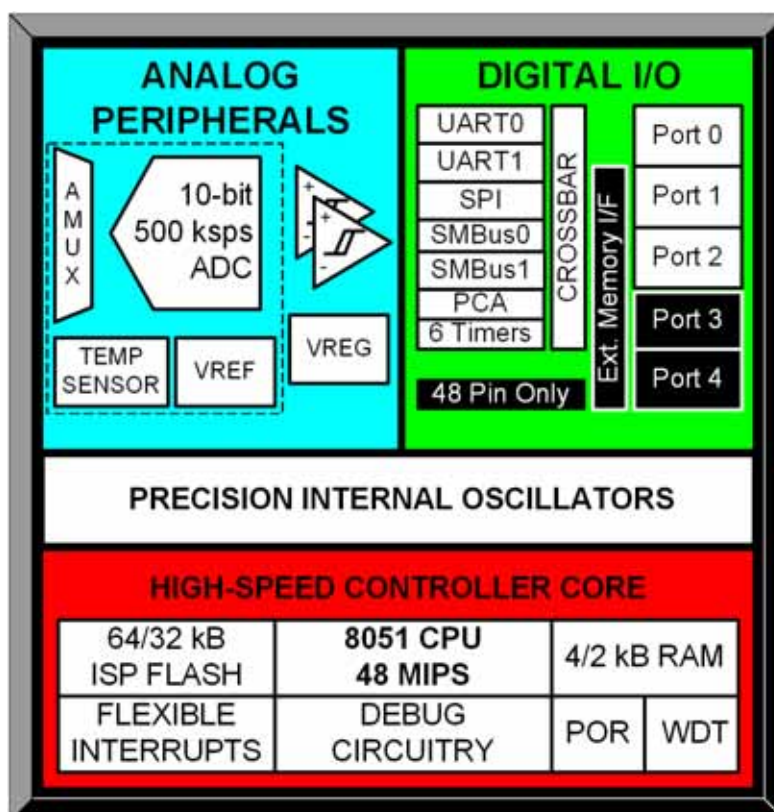 ANALOG
PERIPHERALS
AMUX
10-bit
500 ksps
ADC
+
-
+
-
TEMP
SENSOR
VREF
VREG
DIGITAL I/O
UART0
UART1
SPI
SMBus0
SMBus1
PCA
6 Timers
CROSSBAR
Ext. Memory I/F
Port 0
Port 1
Port 2
Port 3
Port 4
48 Pin Only
PRECISION INTERNAL OSCILLATORS
HIGH-SPEED CONTROLLER CORE
64/32 kB
ISP FLASH
8051 CPU
48 MIPS
4/2 kB RAM
FLEXIBLE
INTERRUPTS
DEBUG
CIRCUITRY
POR
WDT